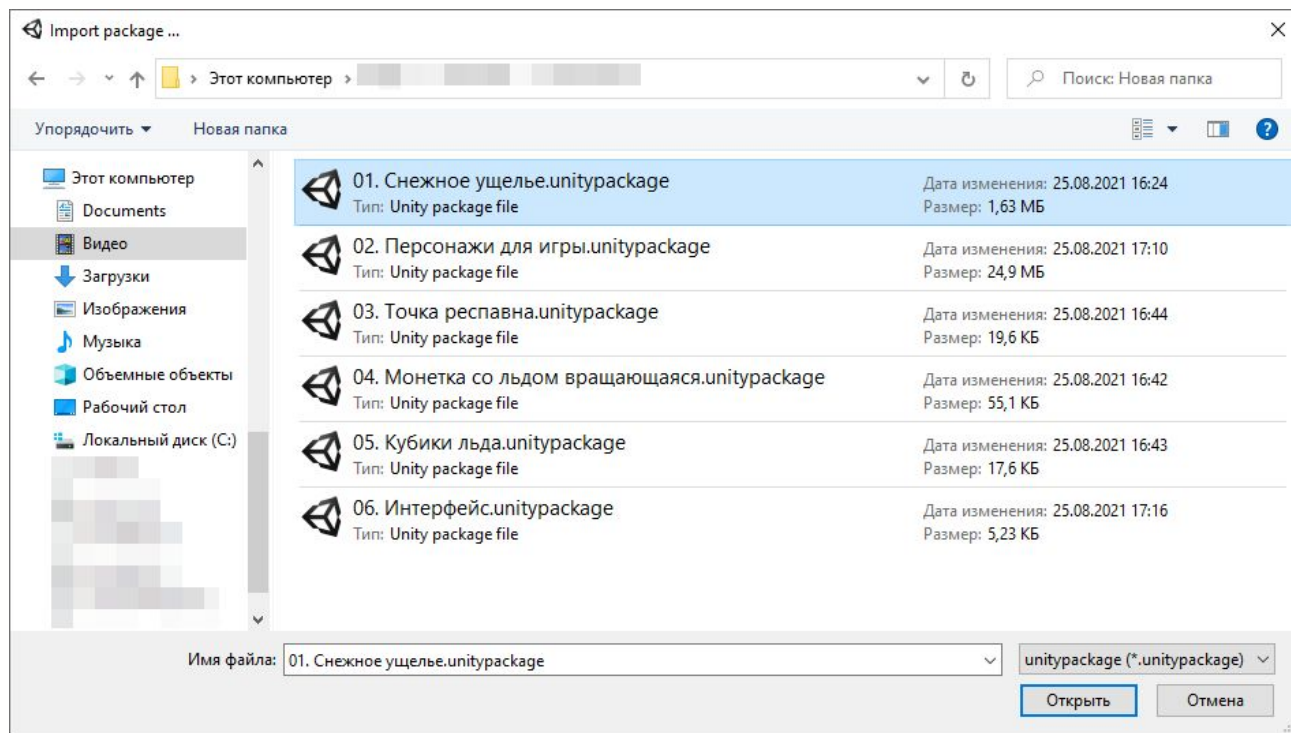 Import package ...
Этот компьютер
Поиск: Новая папка
Упорядочить
Новая папка
Этот компьютер
Documents
Видео
Загрузки
Изображения
Музыка
Объемные объекты
Рабочий стол
Локальный диск (C:)
01. Снежное ущелье.unitypackage
Дата изменения: 25.08.2021 16:24
Тип: Unity package file
Размер: 1,63 МБ
02. Персонажи для игры.unitypackage
Дата изменения: 25.08.2021 17:10
Тип: Unity package file
Размер: 24,9 МБ
03. Точка респавна.unitypackage
Дата изменения: 25.08.2021 16:44
Тип: Unity package file
Размер: 19,6 КБ
04. Монетка со льдом вращающаяся.unitypackage
Дата изменения: 25.08.2021 16:42
Тип: Unity package file
Размер: 55,1 КБ
05. Кубики льда.unitypackage
Дата изменения: 25.08.2021 16:43
Тип: Unity package file
Размер: 17,6 КБ
06. Интерфейс.unitypackage
Дата изменения: 25.08.2021 17:16
Тип: Unity package file
Размер: 5,23 КБ
Имя файла:
01. Снежное ущелье.unitypackage
unitypackage (*.unitypackage)
Открыть
Отмена